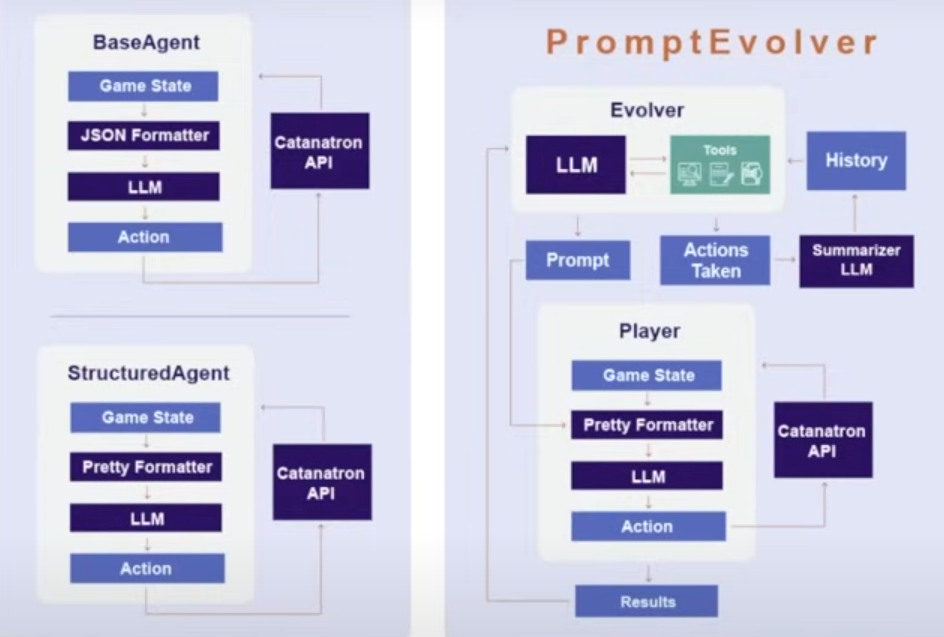 BaseAgent
Game State
JSON Formatter
LLM
Action
Catanatron
API
StructuredAgent
Game State
Pretty Formatter
LLM
Action
Catanatron
API
PromptEvolver
Evolver
LLM
Tools
History
Prompt
Actions
Taken
Summarizer
LLM
Player
Game State
Pretty Formatter
LLM
Action
Catanatron
API
Results